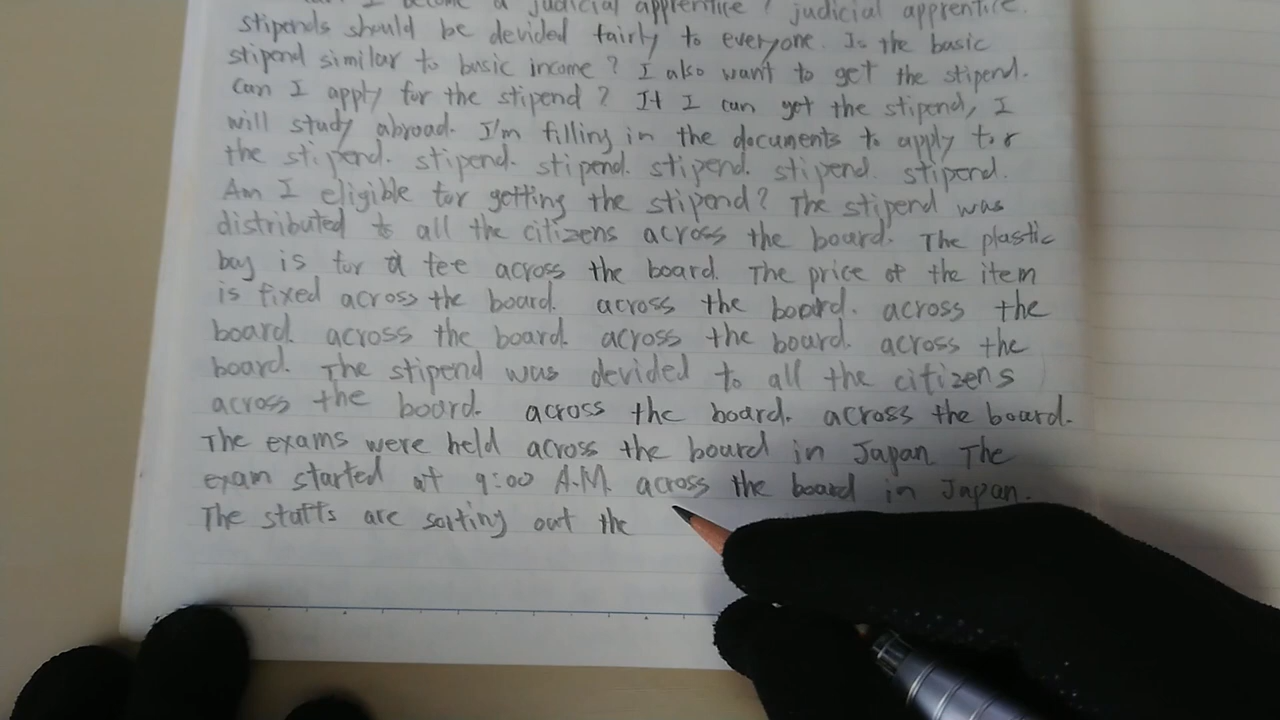 I become a judicial apprentice, judicial apprentice.
stipends should be devided fairly to everyone. Is the basic
stipend similar to basic income? I also want to get the stipend.
Can I apply for the stipend? If I can get the stipend, I
will study abroad. I'm filling in the documents to apply for
the stipend. stipend. stipend. stipend. stipend. stipend.
Am I eligible for getting the stipend? The stipend was
distributed to all the citizens across the board. The plastic
bag is for a fee across the board. The price of the item
is fixed across the board. across the board. across the
board. across the board. across the board. across the
board. The stipend was devided to all the citizens
across the board. across the board. across the board.
The exams were held across the board in Japan. The
exam started at 9:00 A.M. across the board in Japan.
The staffs are sorting out the